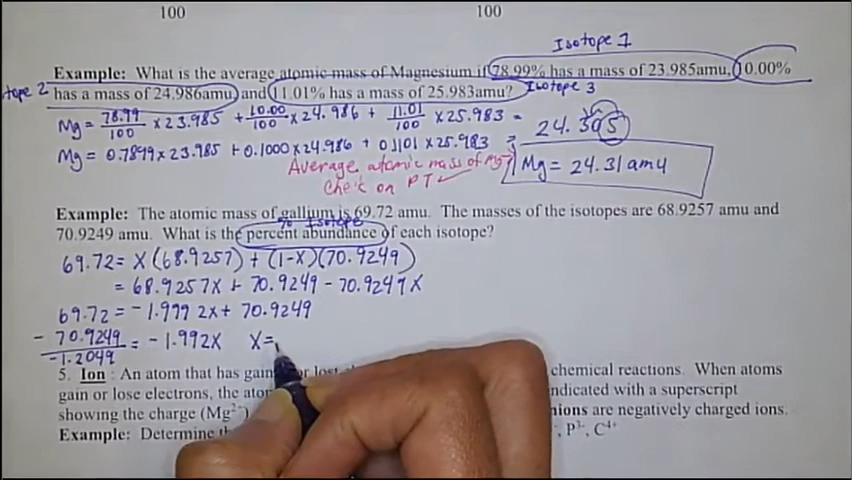 100 100
Isotope 1
Example: What is the average atomic mass of Magnesium if 78.99% has a mass of 23.985amu, 10.00%
tope 2 has a mass of 24.986amu and 11.01% of 25.983amu? Isotope 3
Mg = 78.99/100 x 23.985 + 10.00/100 x 24.986 + 11.01/100 x 25.983 =
Mg = 0.7899 x 23.985 + 0.1000 x 24.986 + 0.1101 x 25.983 = 24.305
Average atomic mass of Mg Mg = 24.31 amu
Check on PT ✓
Example: The atomic mass of gallium is 69.72 amu. The masses of the isotopes are 68.9257 amu and
% Isotope
70.9249 amu. What is the percent abundance of each isotope?
69.72 = X(68.9257) + (1-X)(70.9249)
= 68.9257X + 70.9249 - 70.9249X
69.72 = -1.9992X + 70.9249
- 70.9249 = -1.992X X=
-1.2049
5. Ion : An atom that has gain or lost chemical reactions. When atoms
gain or lose electrons, the ato ndicated with a superscript
showing the charge (Mg2+) nions are negatively charged ions.
Example: Determine th , P3-, C4+